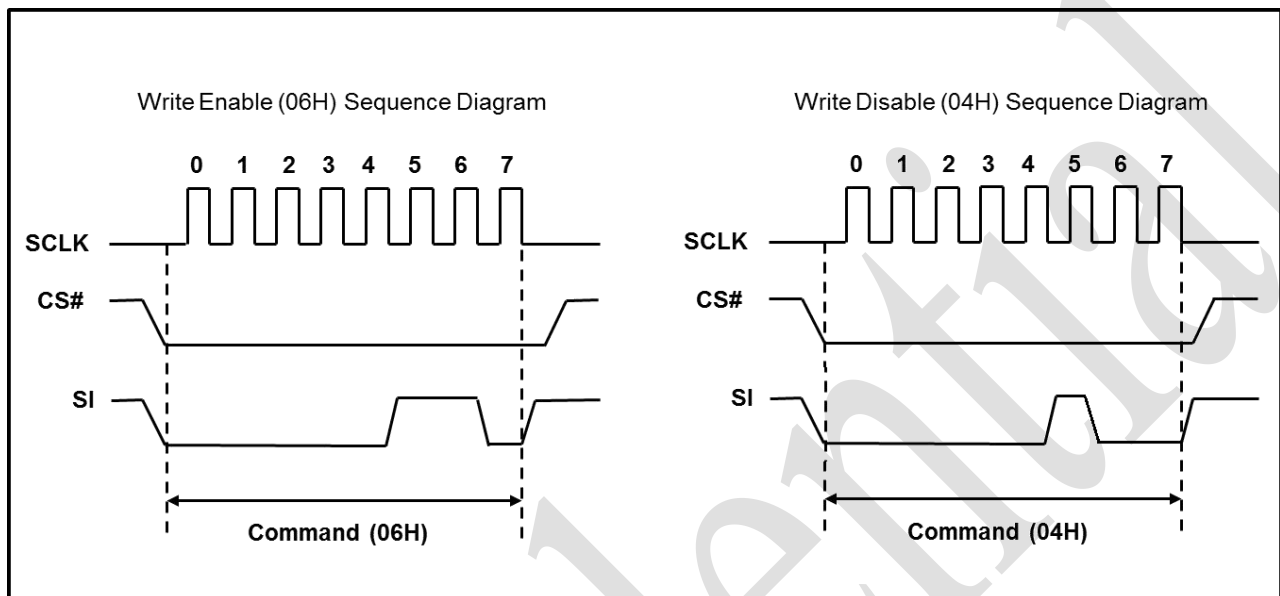 Write Enable (06H) Sequence Diagram
0 1 2 3 4 5 6 7
SCLK
CS#
SI
Command (06H)
Write Disable (04H) Sequence Diagram
0 1 2 3 4 5 6 7
SCLK
CS#
SI
Command (04H)